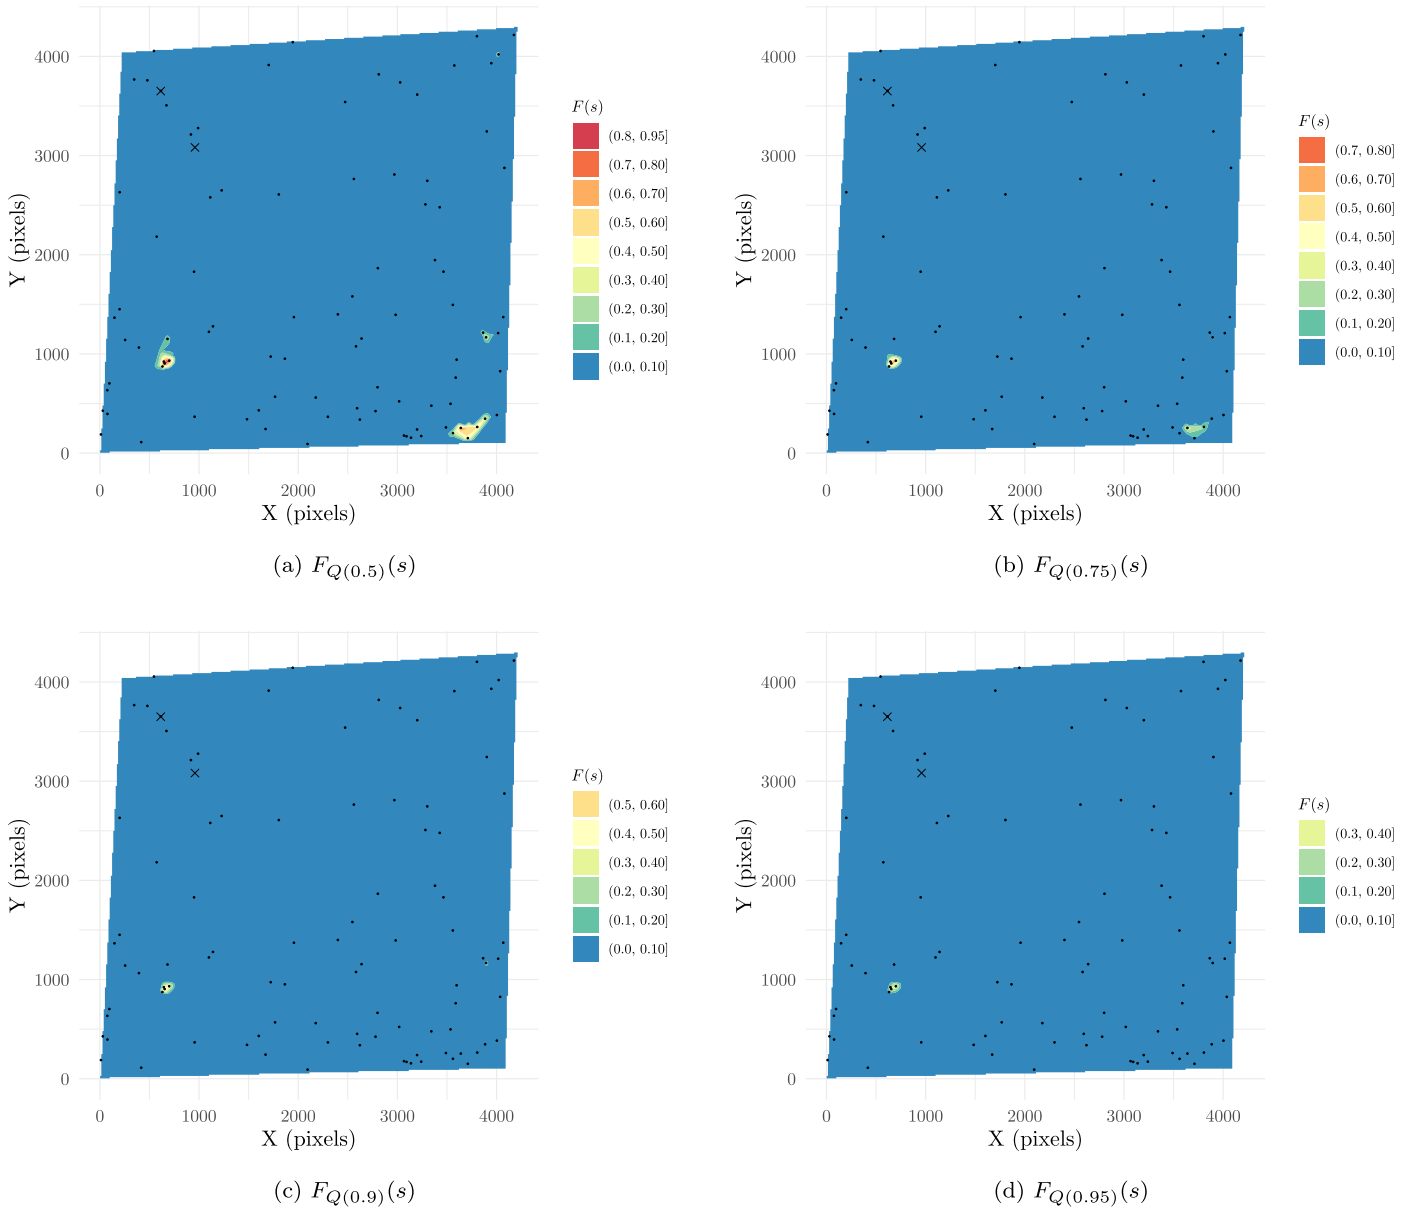 F(s)
(0.8, 0.95]
(0.7, 0.80]
(0.6, 0.70]
(0.5, 0.60]
(0.4, 0.50]
(0.3, 0.40]
(0.2, 0.30]
(0.1, 0.20]
(0.0, 0.10]
Y (pixels)
4000
3000
2000
1000
0
0 1000 2000 3000 4000
X (pixels)
(a) F_{Q(0.5)}(s)
F(s)
(0.7, 0.80]
(0.6, 0.70]
(0.5, 0.60]
(0.4, 0.50]
(0.3, 0.40]
(0.2, 0.30]
(0.1, 0.20]
(0.0, 0.10]
Y (pixels)
4000
3000
2000
1000
0
0 1000 2000 3000 4000
X (pixels)
(b) F_{Q(0.75)}(s)
F(s)
(0.5, 0.60]
(0.4, 0.50]
(0.3, 0.40]
(0.2, 0.30]
(0.1, 0.20]
(0.0, 0.10]
Y (pixels)
4000
3000
2000
1000
0
0 1000 2000 3000 4000
X (pixels)
(c) F_{Q(0.9)}(s)
F(s)
(0.3, 0.40]
(0.2, 0.30]
(0.1, 0.20]
(0.0, 0.10]
Y (pixels)
4000
3000
2000
1000
0
0 1000 2000 3000 4000
X (pixels)
(d) F_{Q(0.95)}(s)